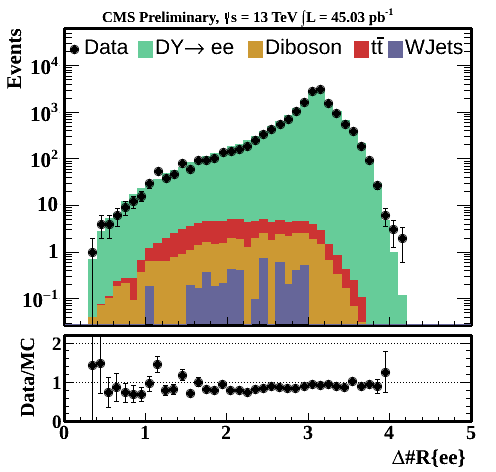 CMS Preliminary, √s = 13 TeV ∫L = 45.03 pb⁻¹
Events
Data DY→ ee Diboson tt̄ WJets
10⁴
10³
10²
10
1
10⁻¹
Data/MC
2
1
0
0 1 2 3 4 5
Δ#R{ee}